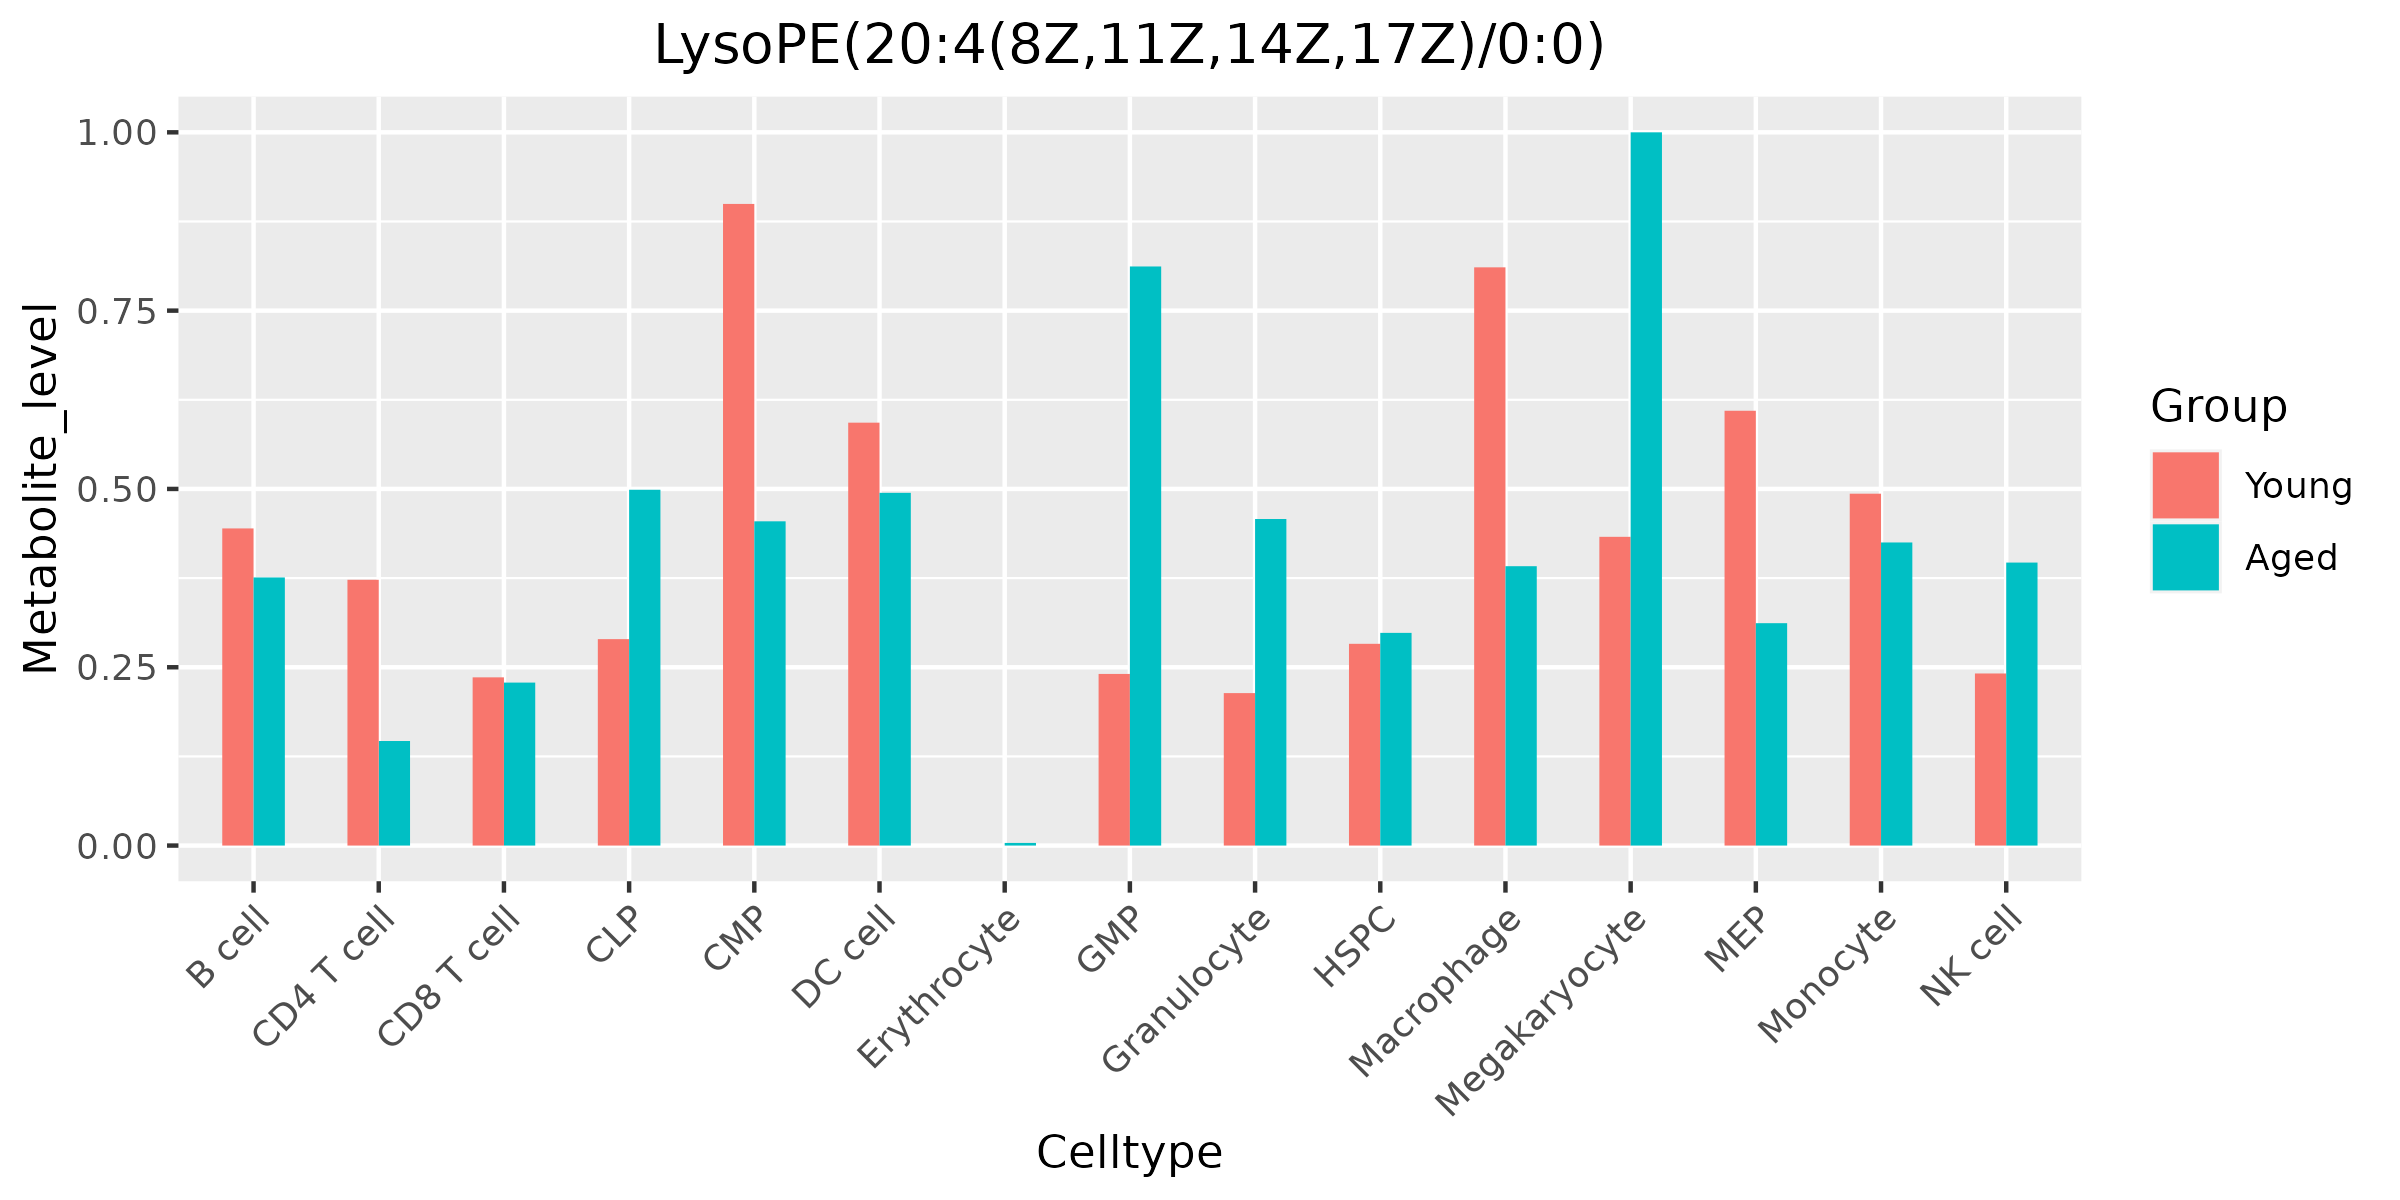 LysoPE(20:4(8Z,11Z,14Z,17Z)/0:0)
Metabolite_level
1.00
0.75
0.50
0.25
0.00
B cell
CD4 T cell
CD8 T cell
CLP
CMP
DC cell
Erythrocyte
GMP
Granulocyte
HSPC
Macrophage
Megakaryocyte
MEP
Monocyte
NK cell
Celltype
Group
Young
Aged